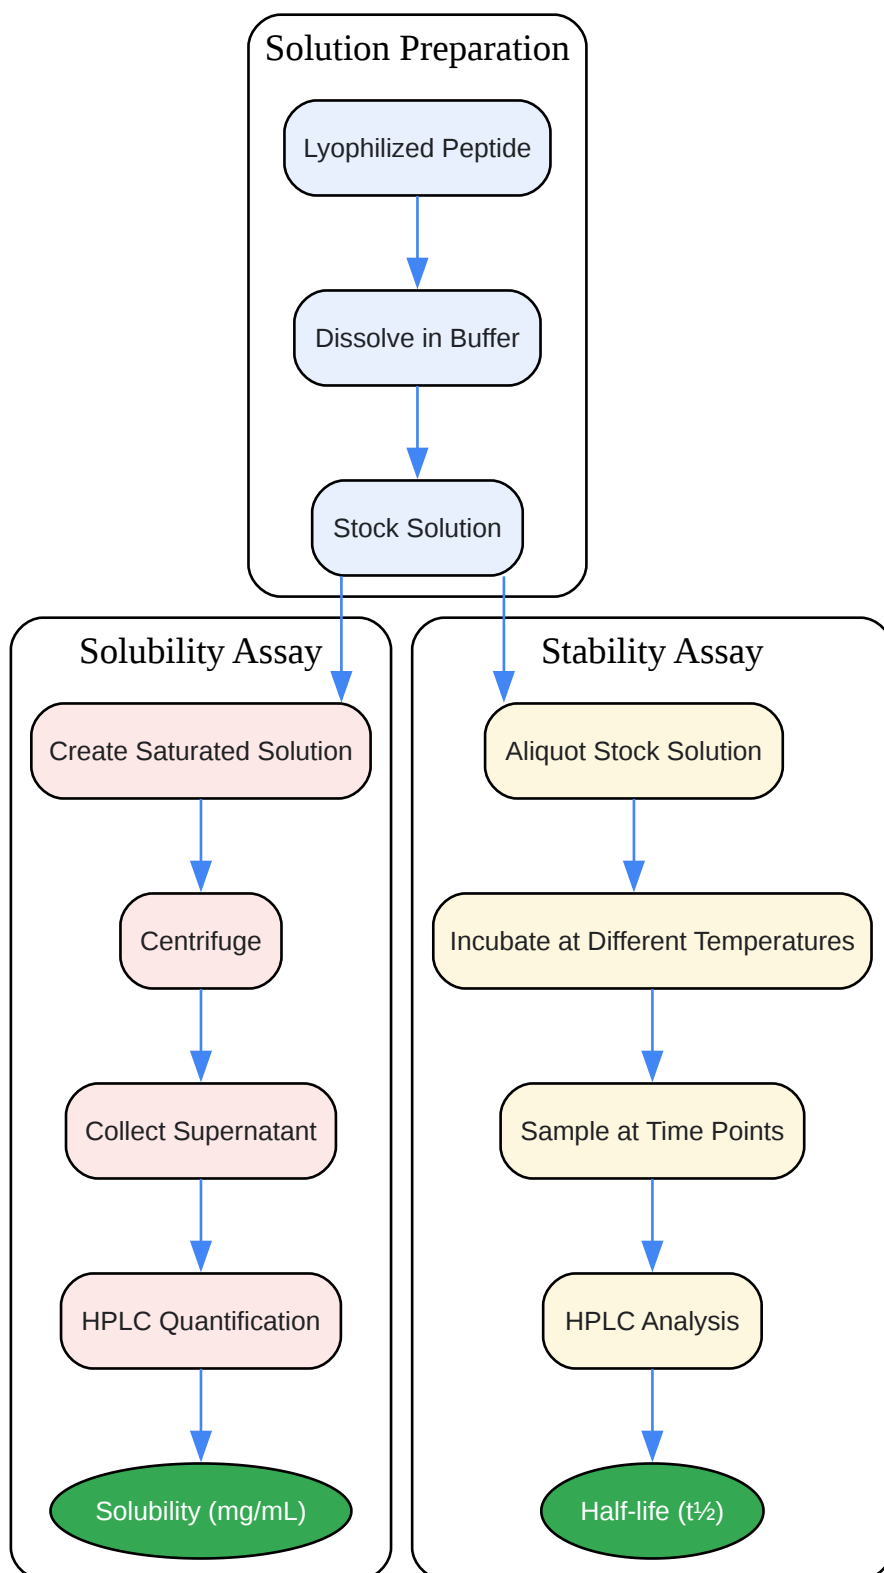 Solution Preparation
Lyophilized Peptide
Dissolve in Buffer
Stock Solution
Solubility Assay
Create Saturated Solution
Centrifuge
Collect Supernatant
HPLC Quantification
Solubility (mg/mL)
Stability Assay
Aliquot Stock Solution
Incubate at Different Temperatures
Sample at Time Points
HPLC Analysis
Half-life (t½)